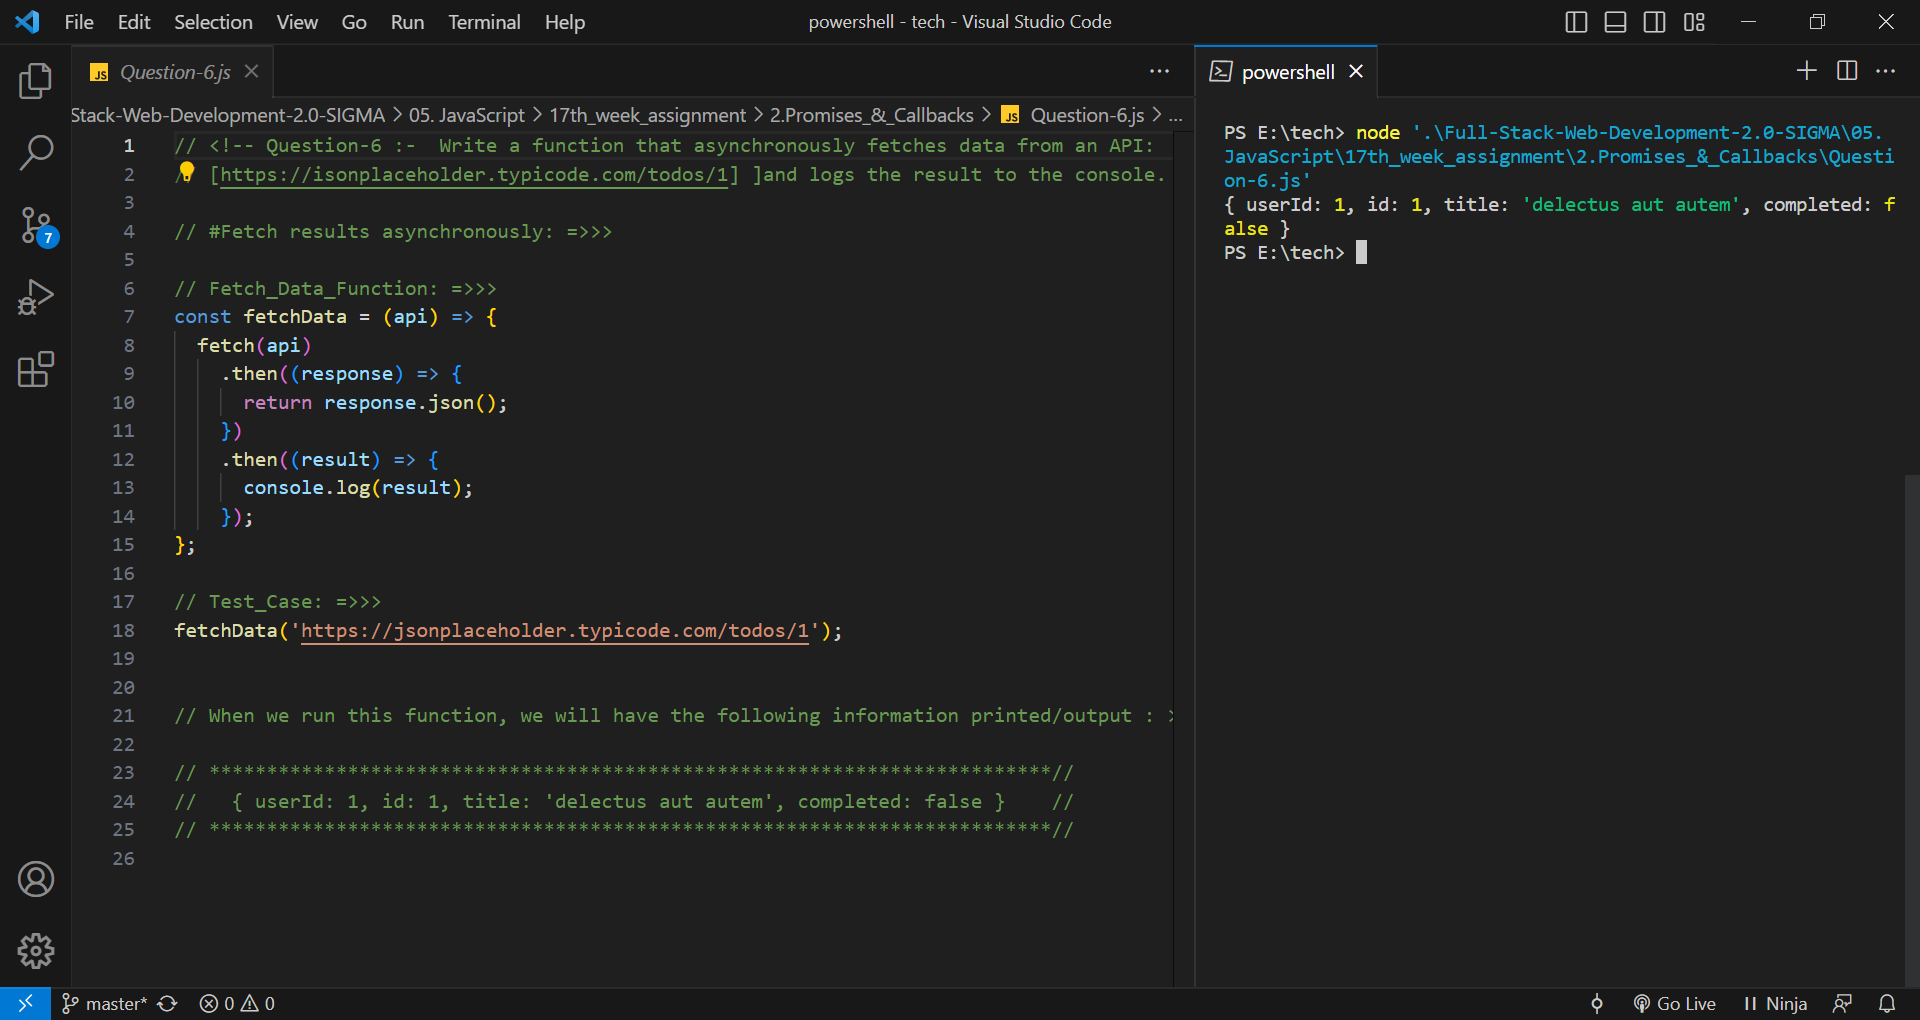 File Edit Selection View Go Run Terminal Help
powershell - tech - Visual Studio Code
JS Question-6.js
Stack-Web-Development-2.0-SIGMA > 05. JavaScript > 17th_week_assignment > 2.Promises_&_Callbacks > JS Question-6.js > ...
1 // <!-- Question-6 :-  Write a function that asynchronously fetches data from an API:
2 // [https://isonplaceholder.typicode.com/todos/1] ]and logs the result to the console.
3
4 // #Fetch results asynchronously: =>>>
5
6 // Fetch_Data_Function: =>>>
7 const fetchData = (api) => {
8   fetch(api)
9     .then((response) => {
10       return response.json();
11     })
12     .then((result) => {
13       console.log(result);
14     });
15 };
16
17 // Test_Case: =>>>
18 fetchData('https://jsonplaceholder.typicode.com/todos/1');
19
20
21 // When we run this function, we will have the following information printed/output : >
22
23 // *************************************************************************//
24 //   { userId: 1, id: 1, title: 'delectus aut autem', completed: false }    //
25 // *************************************************************************//
26
powershell
PS E:\tech> node '.\Full-Stack-Web-Development-2.0-SIGMA\05.
JavaScript\17th_week_assignment\2.Promises_&_Callbacks\Questi
on-6.js'
{ userId: 1, id: 1, title: 'delectus aut autem', completed: f
alse }
PS E:\tech>
7
master* 0 0
Go Live Ninja